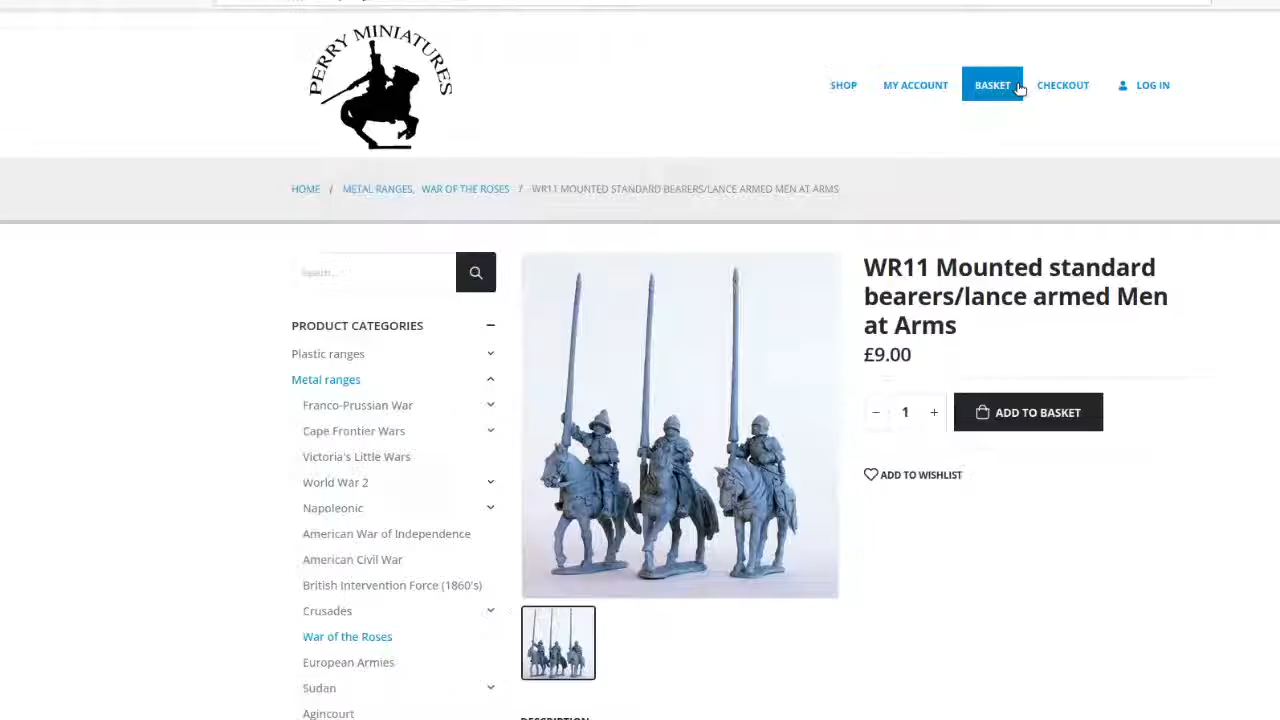 PERRY MINIATURES
SHOP MY ACCOUNT BASKET CHECKOUT LOG IN
HOME / METAL RANGES, WAR OF THE ROSES / WR11 MOUNTED STANDARD BEARERS/LANCE ARMED MEN AT ARMS
Search...
PRODUCT CATEGORIES
Plastic ranges
Metal ranges
Franco-Prussian War
Cape Frontier Wars
Victoria's Little Wars
World War 2
Napoleonic
American War of Independence
American Civil War
British Intervention Force (1860's)
Crusades
War of the Roses
European Armies
Sudan
Agincourt
WR11 Mounted standard
bearers/lance armed Men
at Arms
£9.00
− 1 + ADD TO BASKET
ADD TO WISHLIST
DESCRIPTION